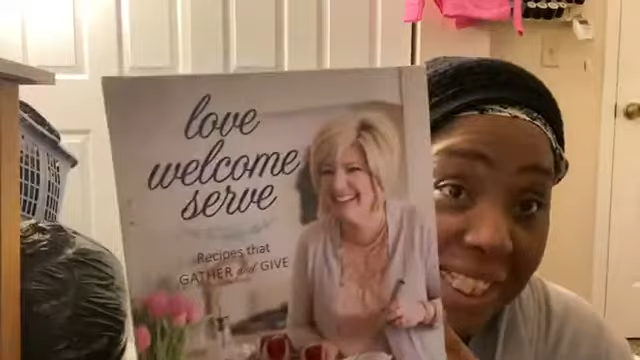 love
welcome
serve
Recipes that
GATHER and GIVE